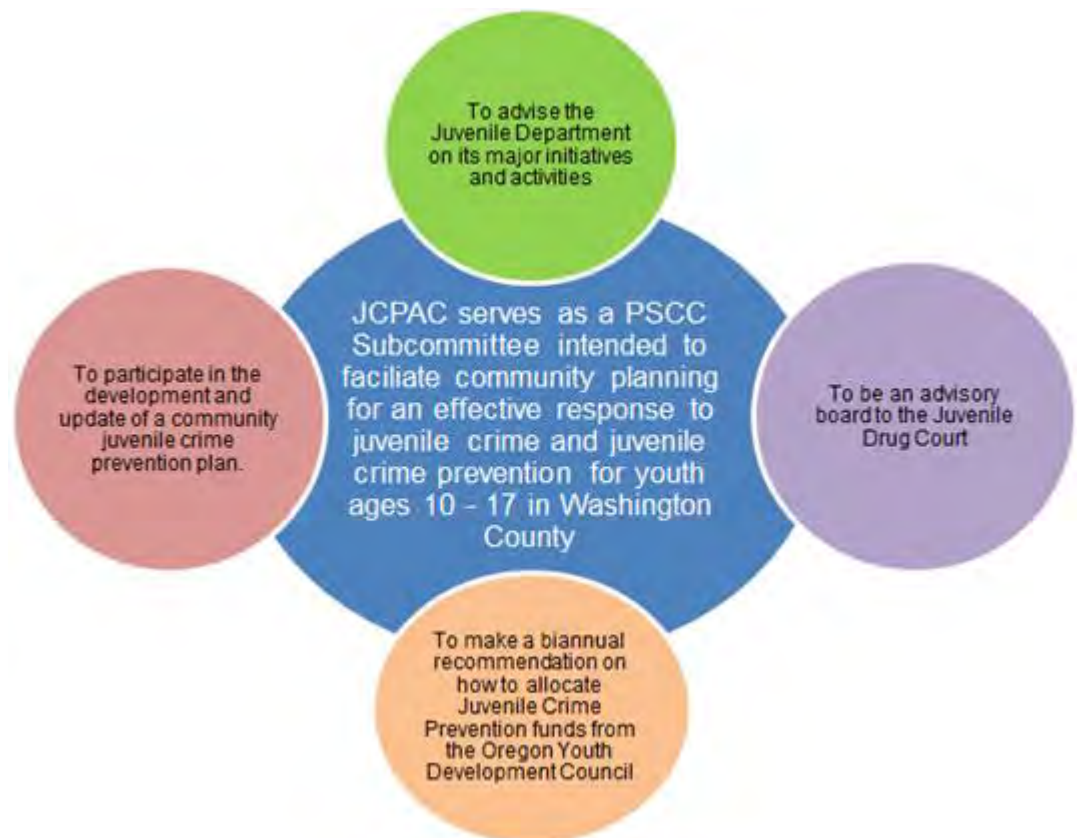 To advise the
Juvenile Department
on its major initiatives
and activities
JCPAC serves as a PSCC
Subcommittee intended to
faciliate community planning
for an effective response to
juvenile crime and juvenile
crime prevention for youth
ages 10 - 17 in Washington
County
To participate in the
development and
update of a community
juvenile crime
prevention plan.
To be an advisory
board to the Juvenile
Drug Court
To make a biannual
recommendation on
how to allocate
Juvenile Crime
Prevention funds from
the Oregon Youth
Development Council